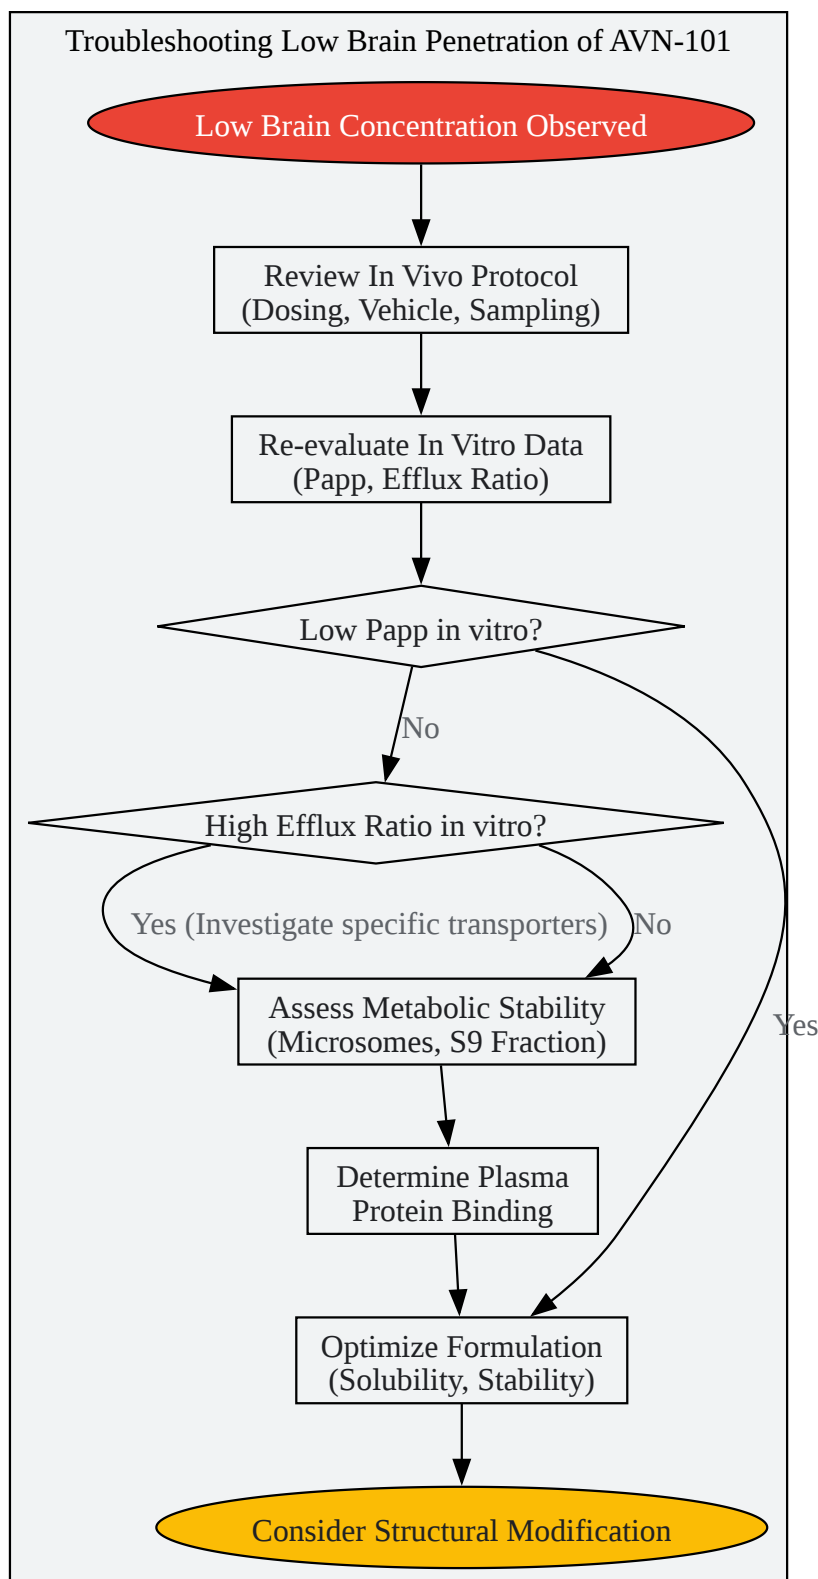 Troubleshooting Low Brain Penetration of AVN-101
Low Brain Concentration Observed
Review In Vivo Protocol
(Dosing, Vehicle, Sampling)
Re-evaluate In Vitro Data
(Papp, Efflux Ratio)
Low Papp in vitro?
No
High Efflux Ratio in vitro?
Yes (Investigate specific transporters)
No
Assess Metabolic Stability
(Microsomes, S9 Fraction)
Yes
Determine Plasma
Protein Binding
Optimize Formulation
(Solubility, Stability)
Consider Structural Modification